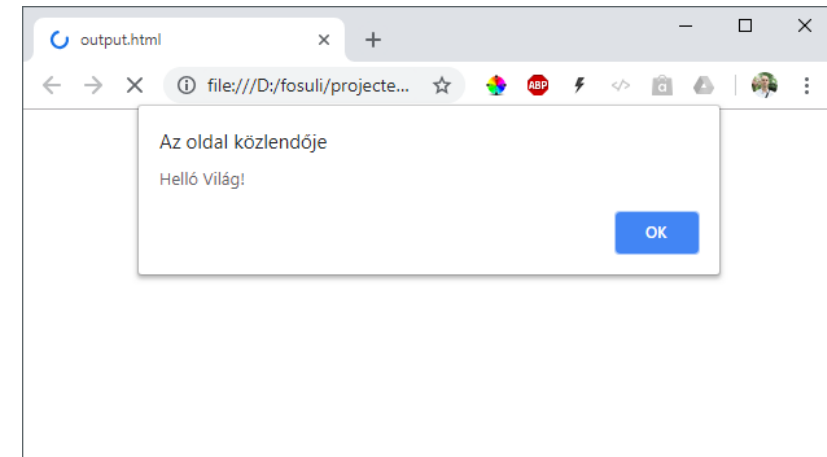 output.html
file:///D:/fosuli/projecte...
ABP
a
Az oldal közlendője
Helló Világ!
OK